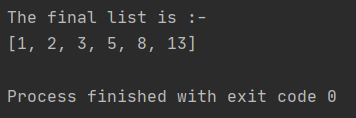 The final list is :-
[1, 2, 3, 5, 8, 13]
Process finished with exit code 0